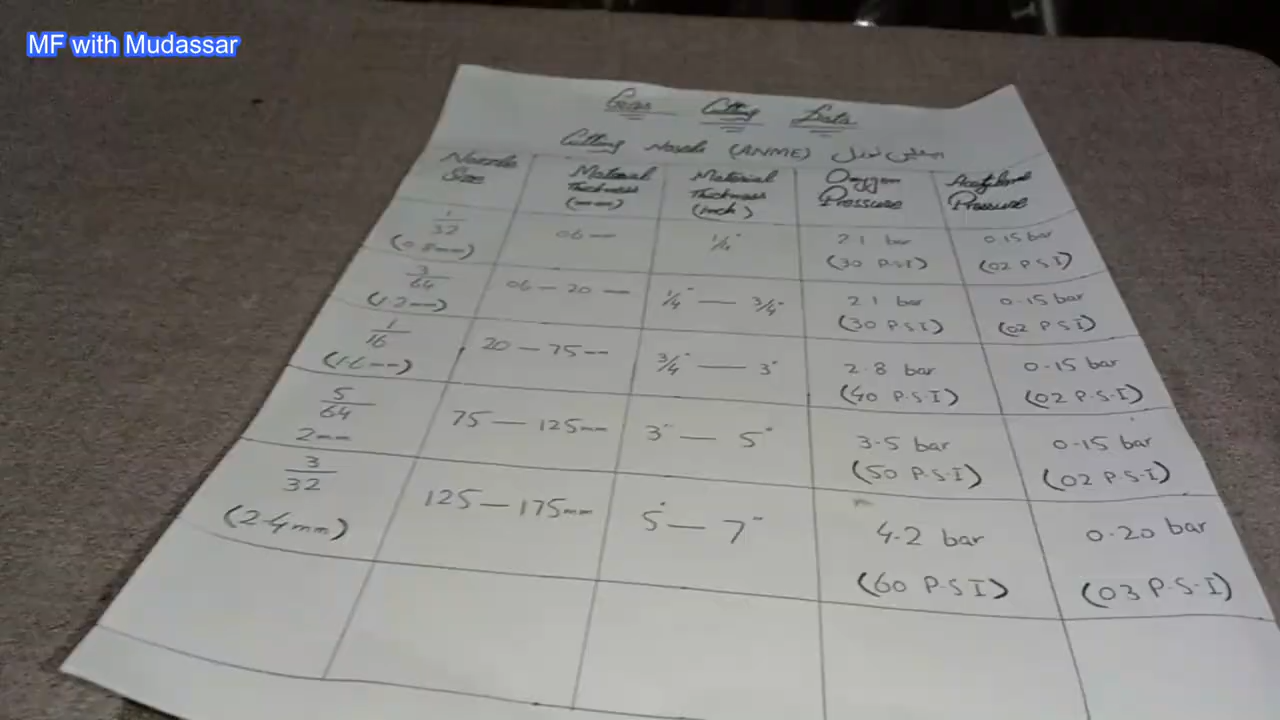 MF with Mudassar
Gas Cutting Data
Cutting Nozzle (ANME)
Nozzle Size
Material Thickness (mm)
Material Thickness (inch)
Oxygen Pressure
Acetylene Pressure
1/32 (0.8mm)
06 mm
1/4"
2.1 bar (30 P.S.I)
0.15 bar (02 P.S.I)
3/64 (1.2mm)
06 — 20 mm
1/4" — 3/4"
2.1 bar (30 P.S.I)
0.15 bar (02 P.S.I)
1/16 (1.6mm)
20 — 75mm
3/4" — 3"
2.8 bar (40 P.S.I)
0.15 bar (02 P.S.I)
5/64 2mm
75 — 125mm
3" — 5"
3.5 bar (50 P.S.I)
0.15 bar (02 P.S.I)
3/32 (2.4mm)
125 — 175mm
5" — 7"
4.2 bar (60 P.S.I)
0.20 bar (03 P.S.I)